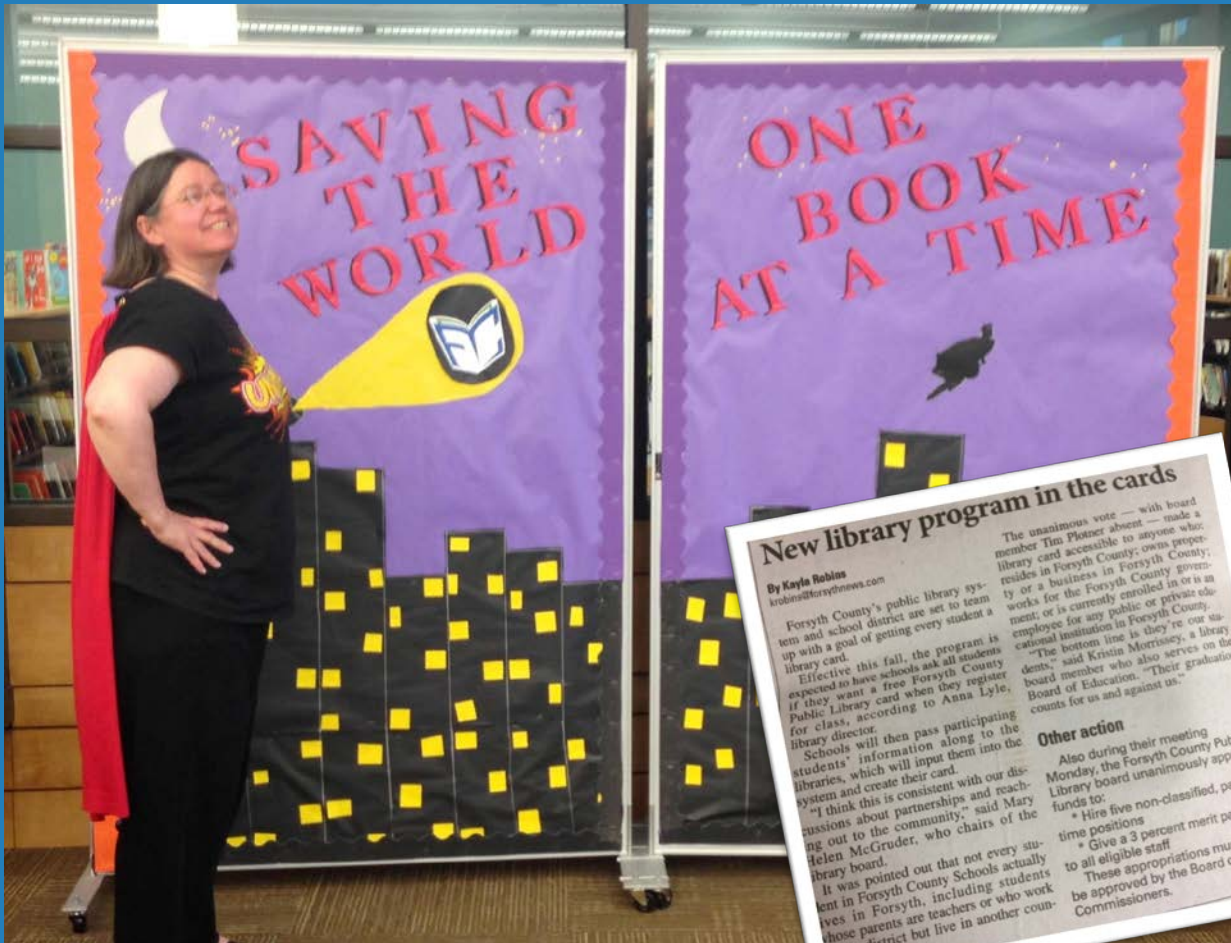 SAVING
THE
WORLD
ONE
BOOK
AT A TIME
New library program in the cards
By Kayla Robins
krobins@forsythnews.com
Forsyth County's public library sys-
tem and school district are set to team
up with a goal of getting every student a
library card.
Effective this fall, the program is
expected to have schools ask all students
if they want a free Forsyth County
Public Library card when they register
for class, according to Anna Lyle,
library director.
Schools will then pass participating
students' information along to the
libraries, which will input them into the
system and create their card.
"I think this is consistent with our dis-
cussions about partnerships and reach-
ng out to the community," said Mary
Helen McGruder, who chairs of the
library board.
It was pointed out that not every stu-
dent in Forsyth County Schools actually
ves in Forsyth, including students
whose parents are teachers or who work
district but live in another coun-
The unanimous vote — with board
member Tim Plotner absent — made a
library card accessible to anyone who:
resides in Forsyth County; owns proper-
ty or a business in Forsyth County;
works for the Forsyth County govern-
ment; or is currently enrolled in or is an
employee for any public or private edu-
cational institution in Forsyth County.
"The bottom line is they're our stu-
dents," said Kristin Morrissey, a library
board member who also serves on the
Board of Education. "Their graduation
counts for us and against us."
Other action
Also during their meeting
Monday, the Forsyth County Pub
Library board unanimously app
funds to:
* Hire five non-classified, pa
time positions
* Give a 3 percent merit pa
to all eligible staff
These appropriations mu
be approved by the Board o
Commissioners.